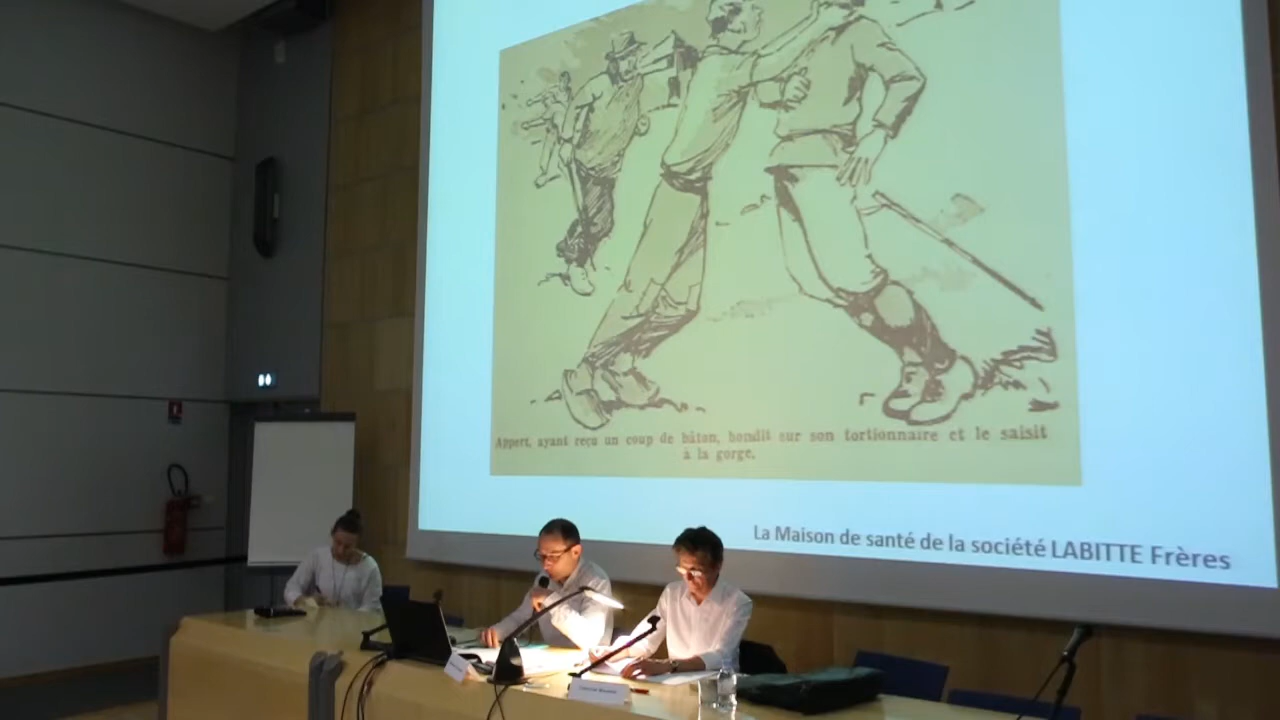 Appert, ayant reçu un coup de bâton, bondit sur son tortionnaire et le saisit
à la gorge.
La Maison de santé de la société LABITTE Frères